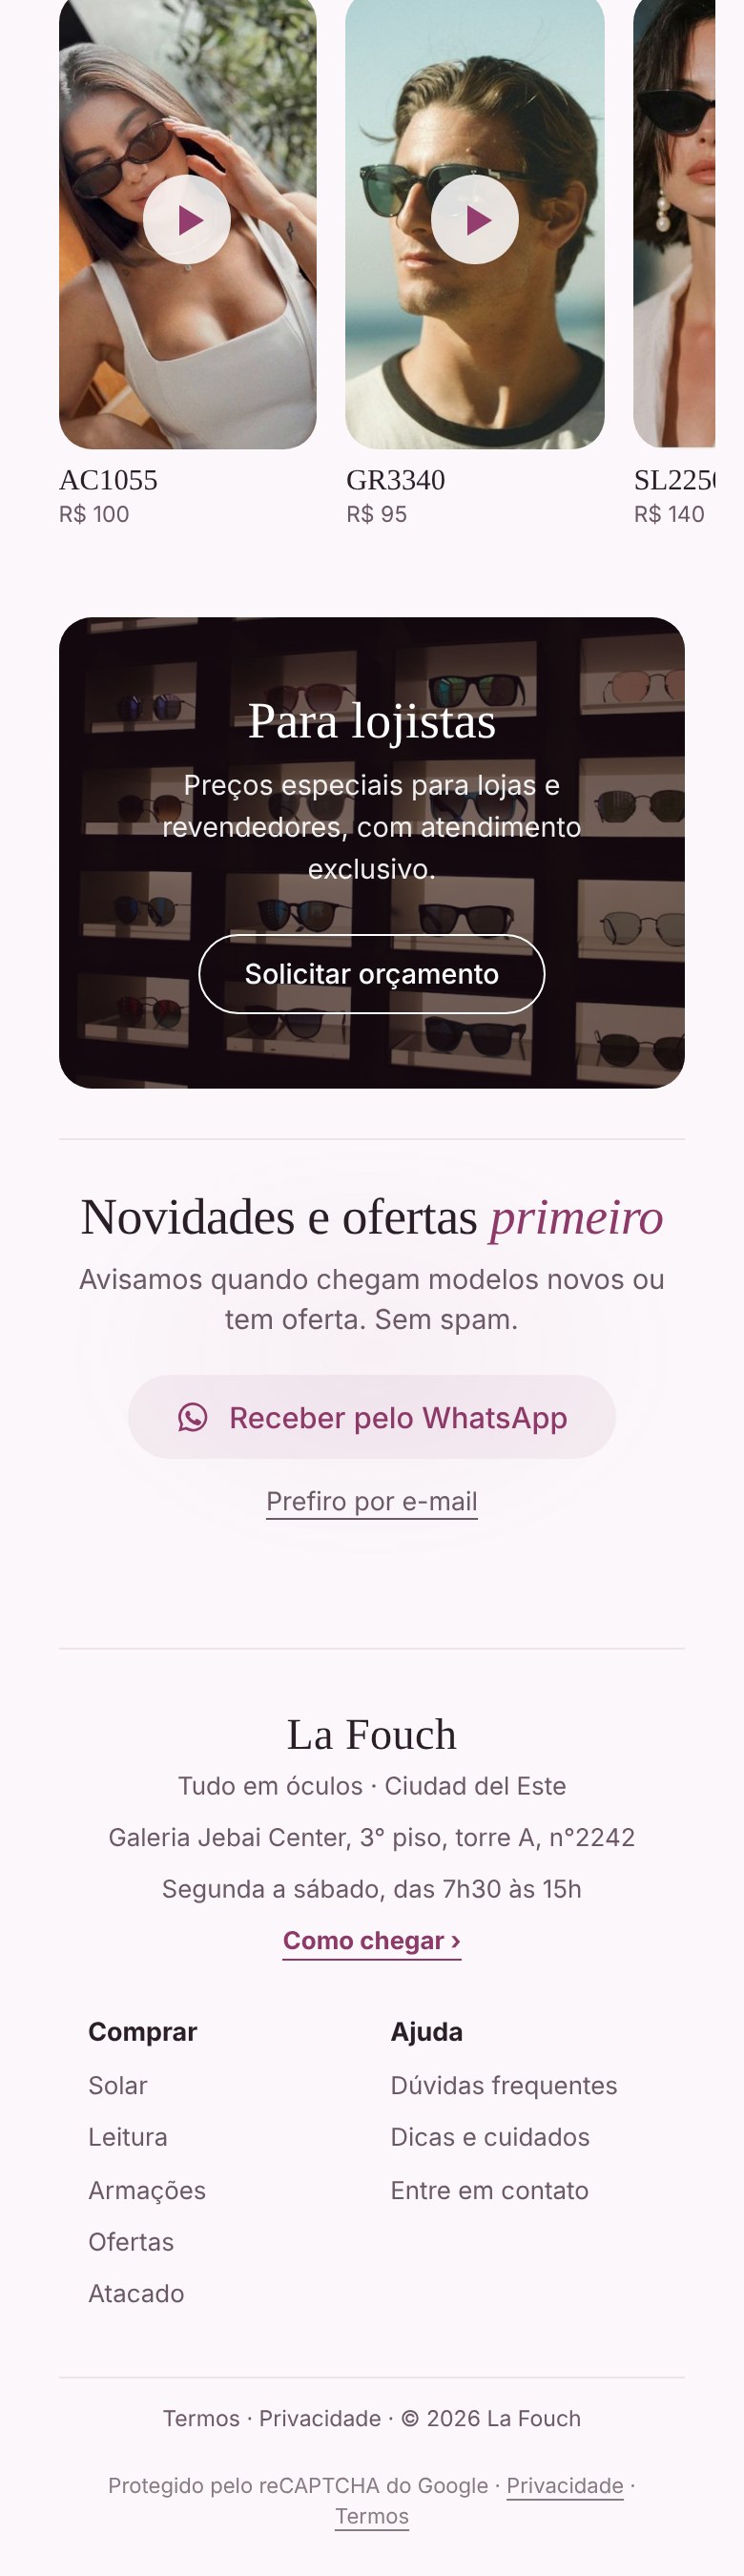 AC1055
R$ 100
GR3340
R$ 95
R$ 140
Para lojistas
Preços especiais para lojas e
revendedores, com atendimento
exclusivo.
Solicitar orçamento
Novidades e ofertas primeiro
Avisamos quando chegam modelos novos ou
tem oferta. Sem spam.
Receber pelo WhatsApp
Prefiro por e-mail
La Fouch
Tudo em óculos · Ciudad del Este
Galeria Jebai Center, 3° piso, torre A, n°2242
Segunda a sábado, das 7h30 às 15h
Como chegar ›
Comprar
Solar
Leitura
Armações
Ofertas
Atacado
Ajuda
Dúvidas frequentes
Dicas e cuidados
Entre em contato
Termos · Privacidade · © 2026 La Fouch
Protegido pelo reCAPTCHA do Google · Privacidade ·
Termos